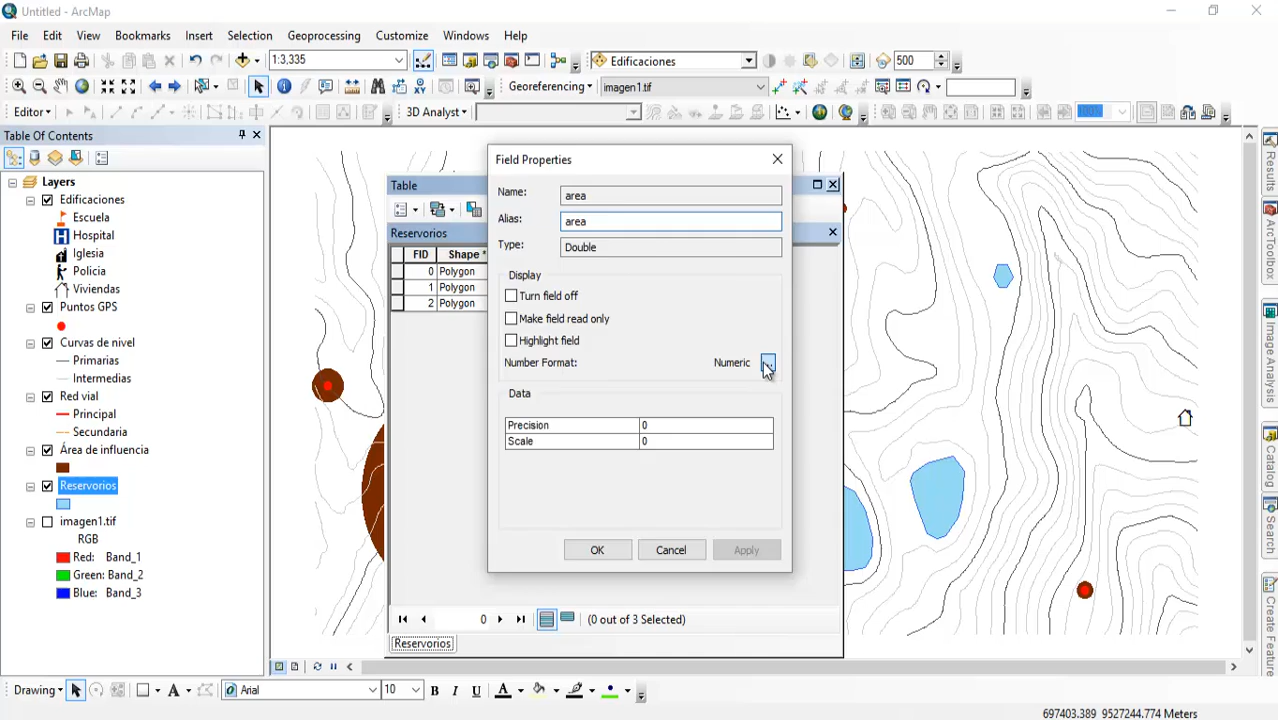 Untitled - ArcMap
File Edit View Bookmarks Insert Selection Geoprocessing Customize Windows Help
1:3,335 Edificaciones 500
Georeferencing imagen1.tif
Editor 3D Analyst 100%
Table Of Contents
Layers
Edificaciones
Escuela
Hospital
Iglesia
Policia
Viviendas
Puntos GPS
Curvas de nivel
Primarias
Intermedias
Red vial
Principal
Secundaria
Área de influencia
Reservorios
imagen1.tif
RGB
Red: Band_1
Green: Band_2
Blue: Band_3
Table
Reservorios
FID Shape *
0 Polygon
1 Polygon
2 Polygon
0 (0 out of 3 Selected)
Reservorios
Field Properties
Name: area
Alias: area
Type: Double
Display
Turn field off
Make field read only
Highlight field
Number Format: Numeric ...
Data
Precision 0
Scale 0
OK Cancel Apply
Results
ArcToolbox
Image Analysis
Catalog
Search
Create Features
Drawing A Arial 10 B I U A
697403.389 9527244.774 Meters